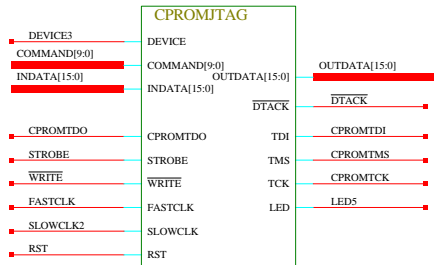 CPROMJTAG
DEVICE3
DEVICE
COMMAND[9:0]
COMMAND[9:0]
OUTDATA[15:0]
OUTDATA[15:0]
INDATA[15:0]
INDATA[15:0]
DTACK
DTACK
CPROMTDO
CPROMTDO
TDI
CPROMTDI
STROBE
STROBE
TMS
CPROMTMS
WRITE
WRITE
TCK
CPROMTCK
FASTCLK
FASTCLK
LED
LED5
SLOWCLK2
SLOWCLK
RST
RST